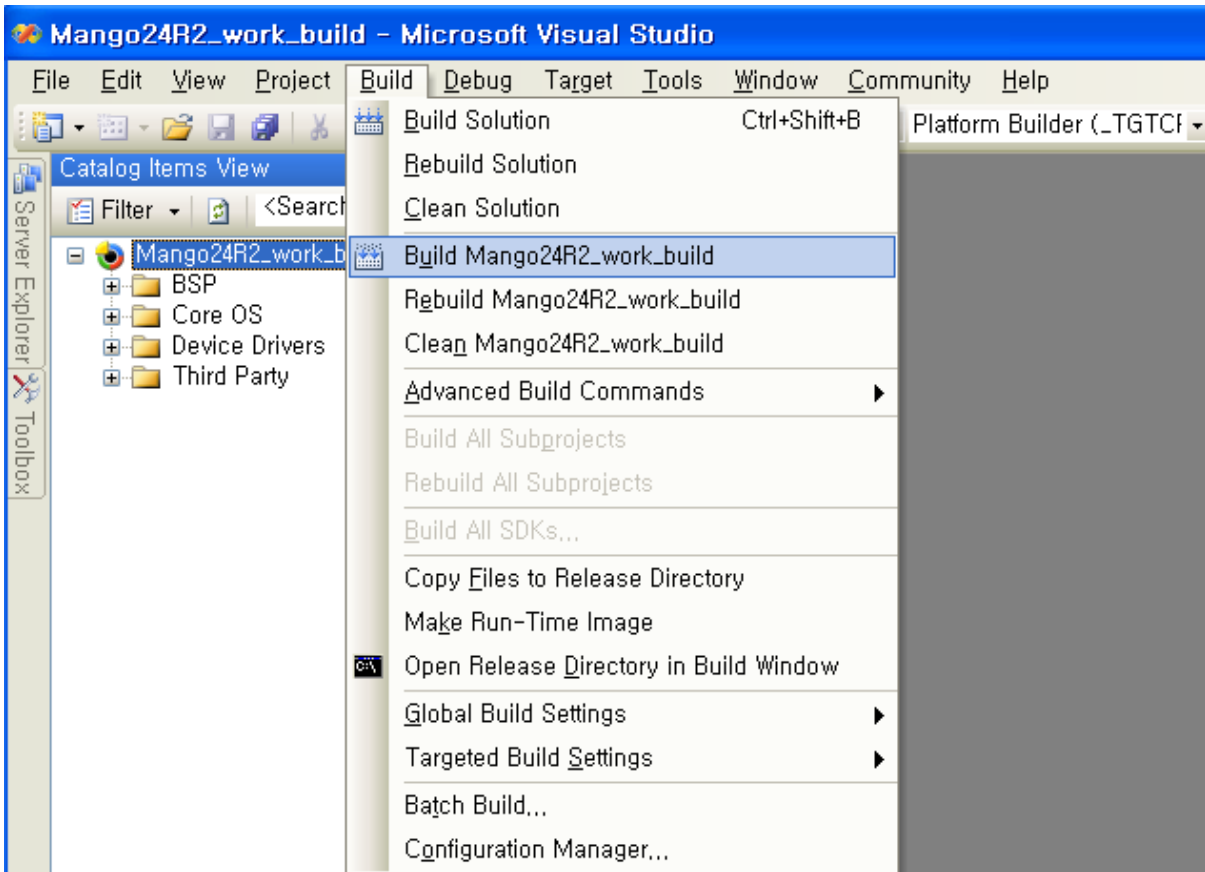 Mango24R2_work_build - Microsoft Visual Studio
File Edit View Project Build Debug Target Tools Window Community Help
Platform Builder (_TGTCP
Catalog Items View
Filter <Search
Mango24R2_work_b
BSP
Core OS
Device Drivers
Third Party
Server Explorer
Toolbox
Build Solution Ctrl+Shift+B
Rebuild Solution
Clean Solution
Build Mango24R2_work_build
Rebuild Mango24R2_work_build
Clean Mango24R2_work_build
Advanced Build Commands
Build All Subprojects
Rebuild All Subprojects
Build All SDKs...
Copy Files to Release Directory
Make Run-Time Image
Open Release Directory in Build Window
Global Build Settings
Targeted Build Settings
Batch Build...
Configuration Manager...